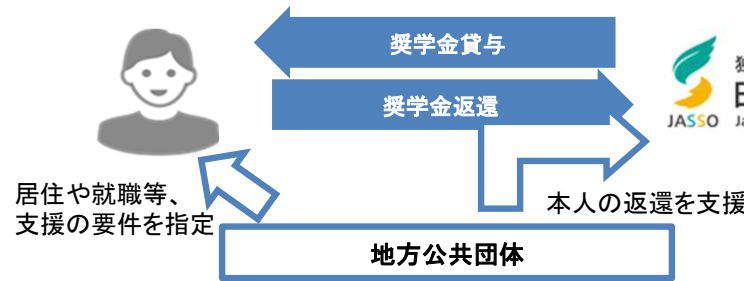 奨学金貸与
奨学金返還
JASSO
居住や就職等、
支援の要件を指定
本人の返還を支援
地方公共団体